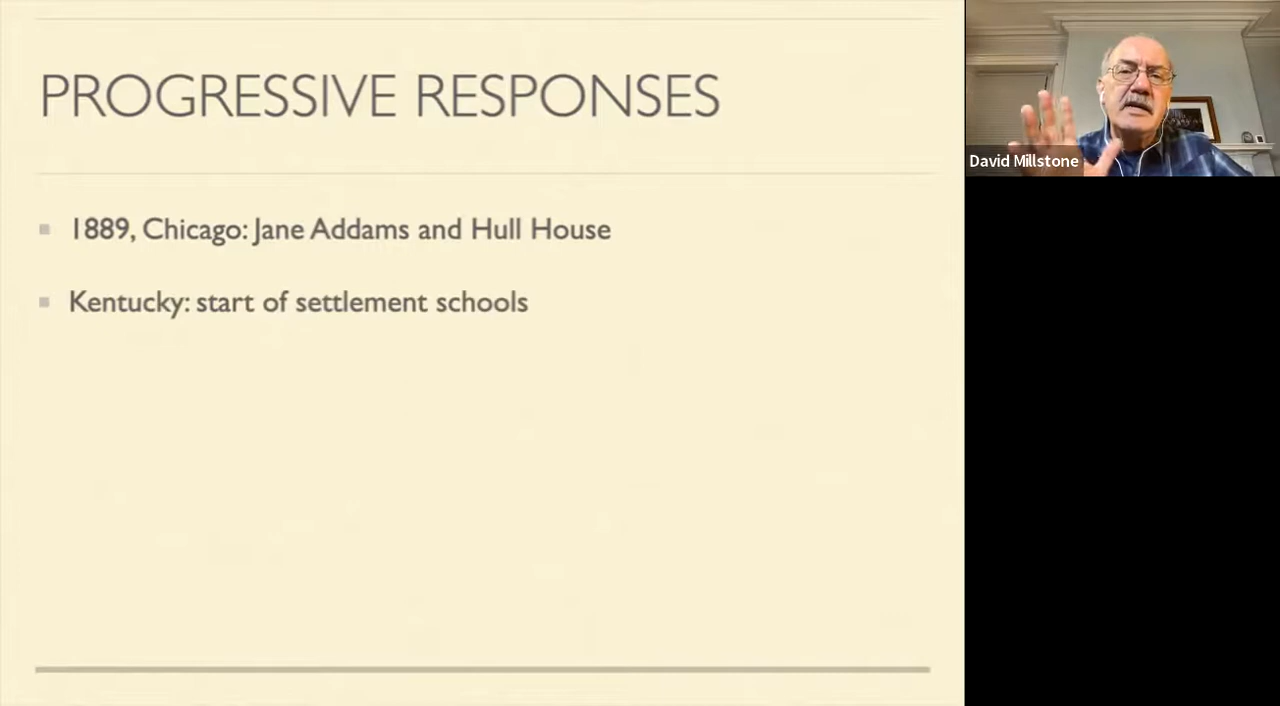 PROGRESSIVE RESPONSES
1889, Chicago: Jane Addams and Hull House
Kentucky: start of settlement schools
David Millstone